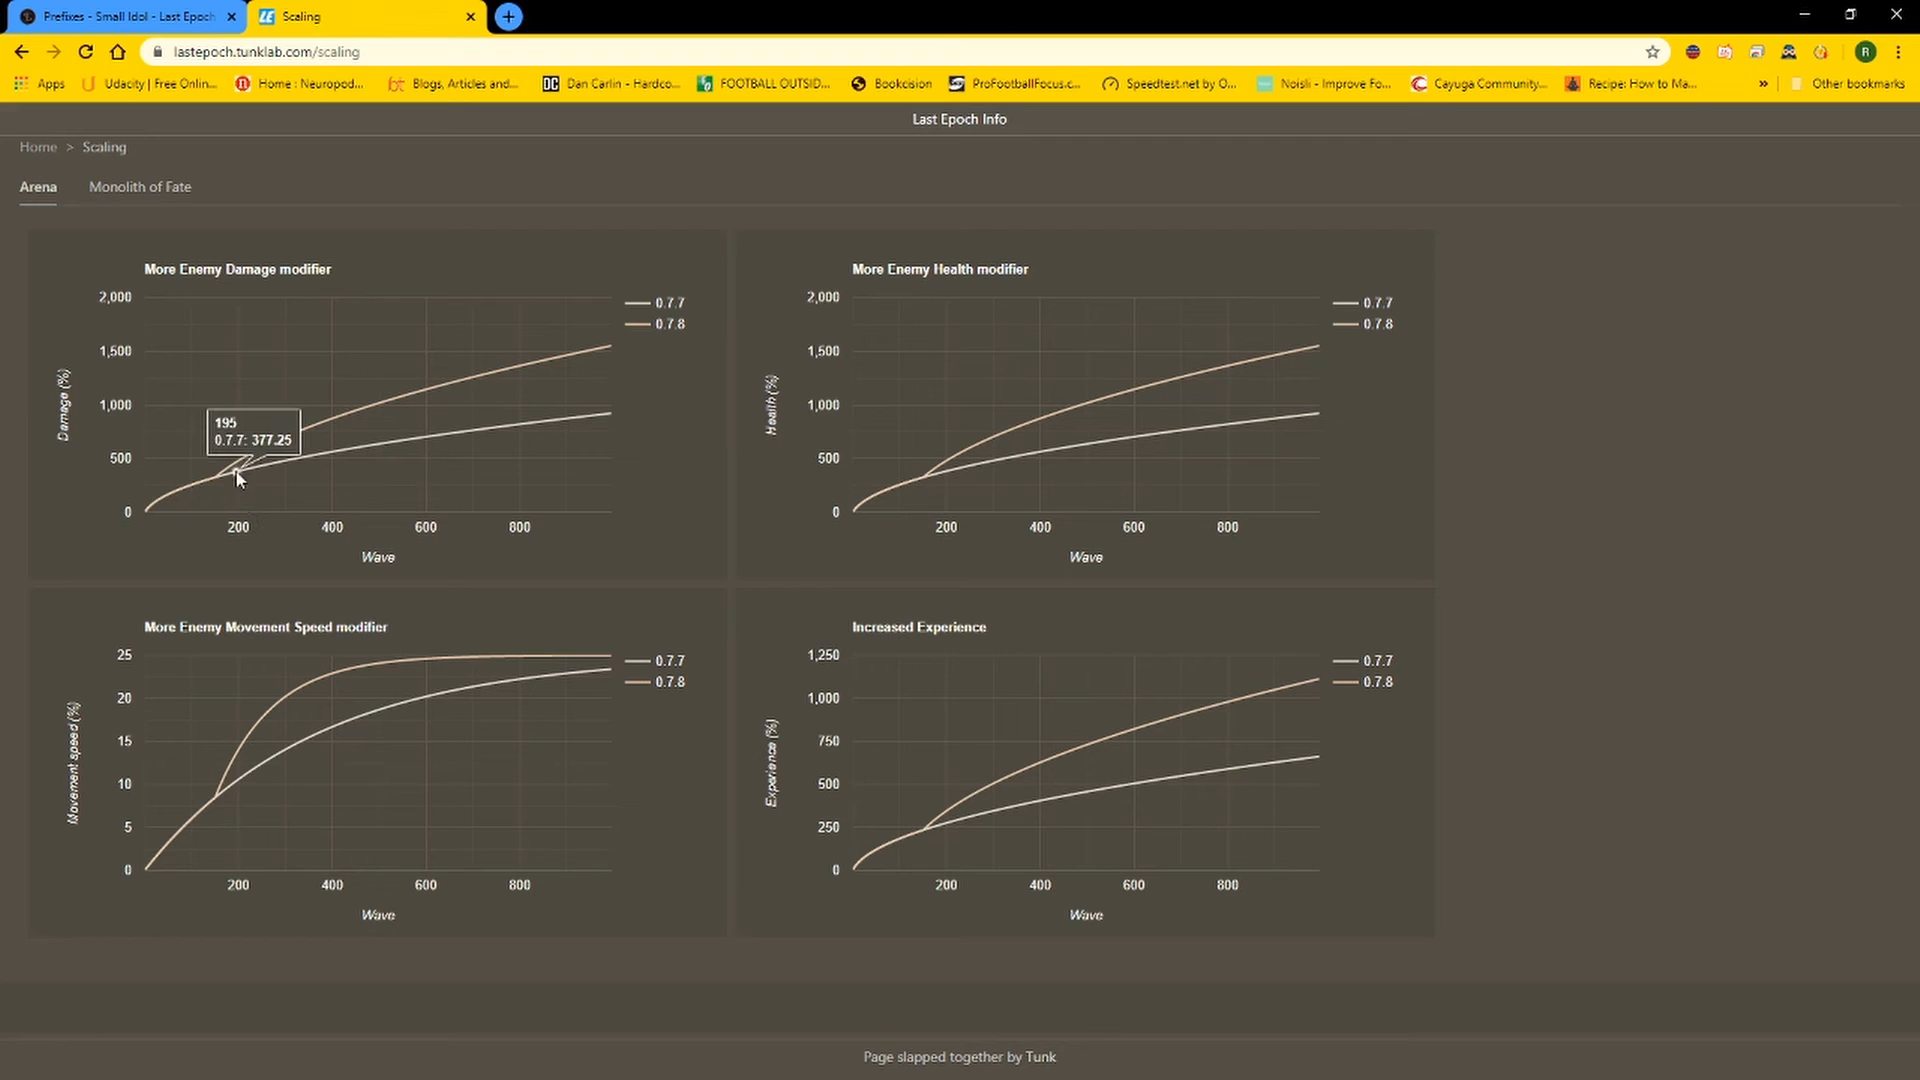 Prefixes - Small Idol - Last Epoch
Scaling
lastepoch.tunklab.com/scaling
R
Apps
Udacity | Free Onlin...
Home : Neuropod...
Blogs, Articles and...
DC
Dan Carlin - Hardco...
FOOTBALL OUTSID...
Bookcision
ProFootballFocus.c...
Speedtest.net by O...
Noisli - Improve Fo...
Cayuga Community...
Recipe: How to Ma...
»
Other bookmarks
Last Epoch Info
Home > Scaling
Arena
Monolith of Fate
More Enemy Damage modifier
2,000
1,500
1,000
500
0
Damage (%)
195
0.7.7: 377.25
200 400 600 800
Wave
0.7.7
0.7.8
More Enemy Health modifier
2,000
1,500
1,000
500
0
Health (%)
200 400 600 800
Wave
0.7.7
0.7.8
More Enemy Movement Speed modifier
25
20
15
10
5
0
Movement speed (%)
200 400 600 800
Wave
0.7.7
0.7.8
Increased Experience
1,250
1,000
750
500
250
0
Experience (%)
200 400 600 800
Wave
0.7.7
0.7.8
Page slapped together by Tunk